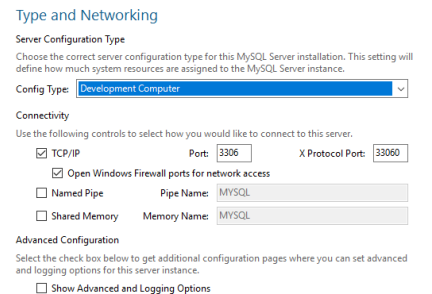 Type and Networking
Server Configuration Type
Choose the correct server configuration type for this MySQL Server installation. This setting will
define how much system resources are assigned to the MySQL Server instance.
Config Type: Development Computer
Connectivity
Use the following controls to select how you would like to connect to this server.
TCP/IP Port: 3306 X Protocol Port: 33060
Open Windows Firewall ports for network access
Named Pipe Pipe Name: MYSQL
Shared Memory Memory Name: MYSQL
Advanced Configuration
Select the check box below to get additional configuration pages where you can set advanced
and logging options for this server instance.
Show Advanced and Logging Options